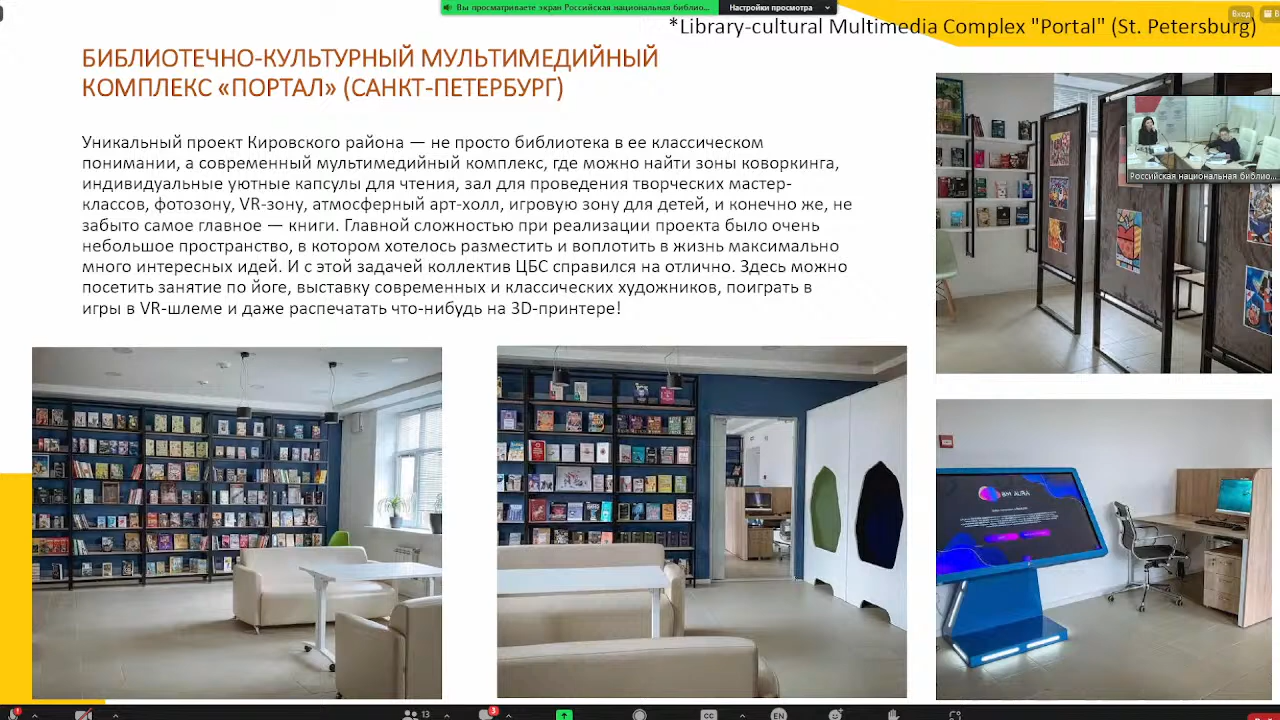 Вы просматриваете экран Российская национальная библио...
Настройки просмотра
Вход
*Library-cultural Multimedia Complex "Portal" (St. Petersburg)
БИБЛИОТЕЧНО-КУЛЬТУРНЫЙ МУЛЬТИМЕДИЙНЫЙ
КОМПЛЕКС «ПОРТАЛ» (САНКТ-ПЕТЕРБУРГ)
Уникальный проект Кировского района — не просто библиотека в ее классическом
понимании, а современный мультимедийный комплекс, где можно найти зоны коворкинга,
индивидуальные уютные капсулы для чтения, зал для проведения творческих мастер-
классов, фотозону, VR-зону, атмосферный арт-холл, игровую зону для детей, и конечно же, не
забыто самое главное — книги. Главной сложностью при реализации проекта было очень
небольшое пространство, в котором хотелось разместить и воплотить в жизнь максимально
много интересных идей. И с этой задачей коллектив ЦБС справился на отлично. Здесь можно
посетить занятие по йоге, выставку современных и классических художников, поиграть в
игры в VR-шлеме и даже распечатать что-нибудь на 3D-принтере!
Российская национальная библио...
13
3
CC
EN